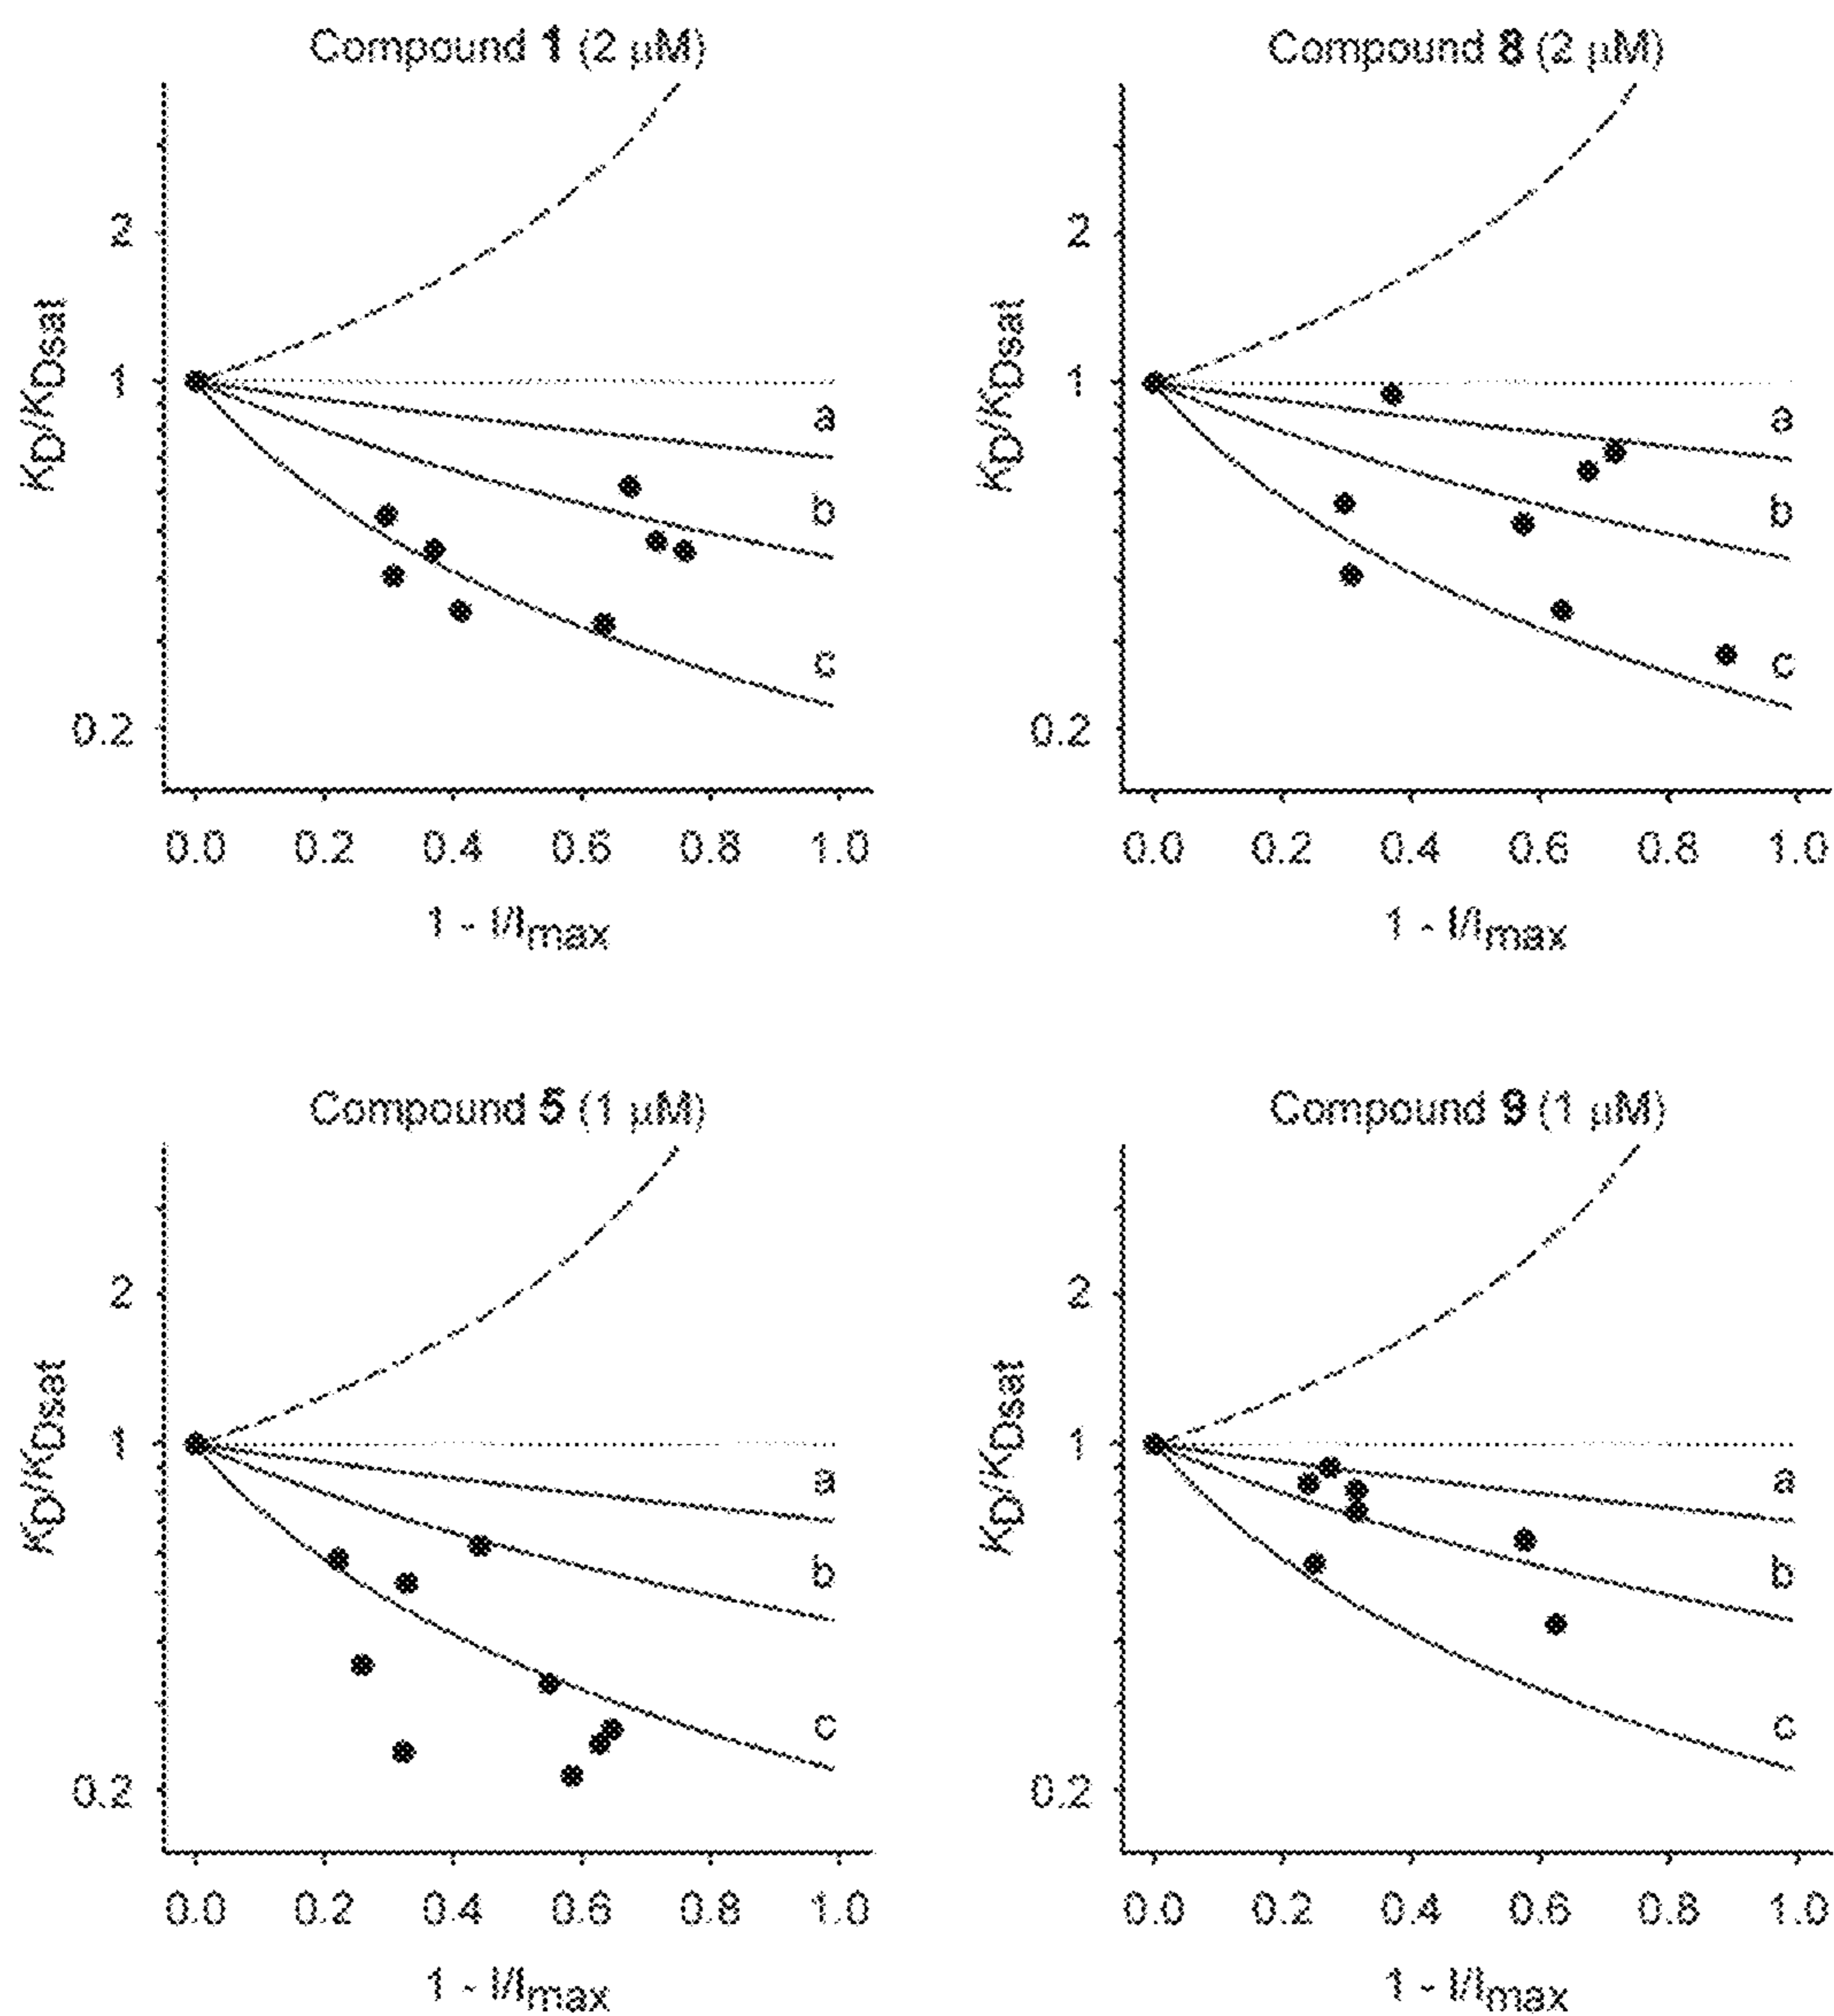 Compound 1 (2 µM)
2
1
0.2
KD/KDsat
a
b
c
0.0 0.2 0.4 0.6 0.8 1.0
1 - I/Imax
Compound 8 (2 µM)
2
1
0.2
KD/KDsat
a
b
c
0.0 0.2 0.4 0.6 0.8 1.0
1 - I/Imax
Compound 5 (1 µM)
2
1
0.2
KD/KDsat
a
b
c
0.0 0.2 0.4 0.6 0.8 1.0
1 - I/Imax
Compound 9 (1 µM)
2
1
0.2
KD/KDsat
a
b
c
0.0 0.2 0.4 0.6 0.8 1.0
1 - I/Imax